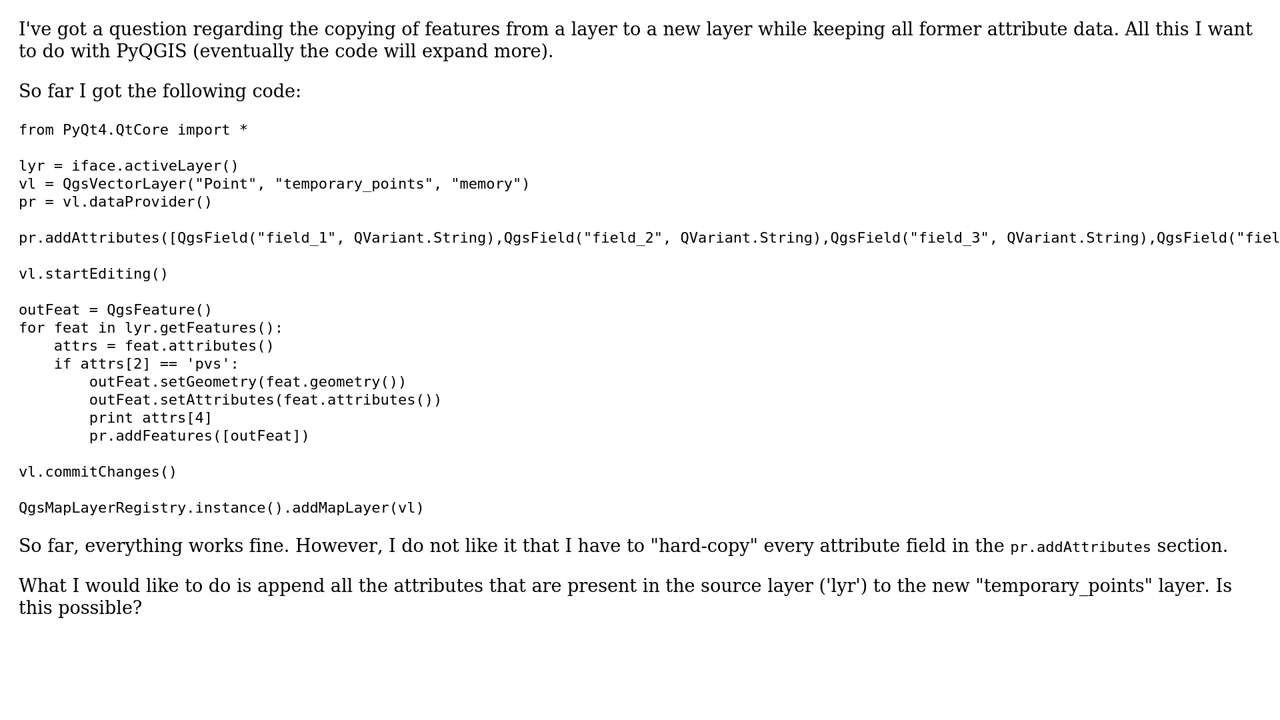 I've got a question regarding the copying of features from a layer to a new layer while keeping all former attribute data. All this I want
to do with PyQGIS (eventually the code will expand more).
So far I got the following code:
from PyQt4.QtCore import *
lyr = iface.activeLayer()
vl = QgsVectorLayer("Point", "temporary_points", "memory")
pr = vl.dataProvider()
pr.addAttributes([QgsField("field_1", QVariant.String),QgsField("field_2", QVariant.String),QgsField("field_3", QVariant.String),QgsField("fiel
vl.startEditing()
outFeat = QgsFeature()
for feat in lyr.getFeatures():
    attrs = feat.attributes()
    if attrs[2] == 'pvs':
        outFeat.setGeometry(feat.geometry())
        outFeat.setAttributes(feat.attributes())
        print attrs[4]
        pr.addFeatures([outFeat])
vl.commitChanges()
QgsMapLayerRegistry.instance().addMapLayer(vl)
So far, everything works fine. However, I do not like it that I have to "hard-copy" every attribute field in the pr.addAttributes section.
What I would like to do is append all the attributes that are present in the source layer ('lyr') to the new "temporary_points" layer. Is
this possible?